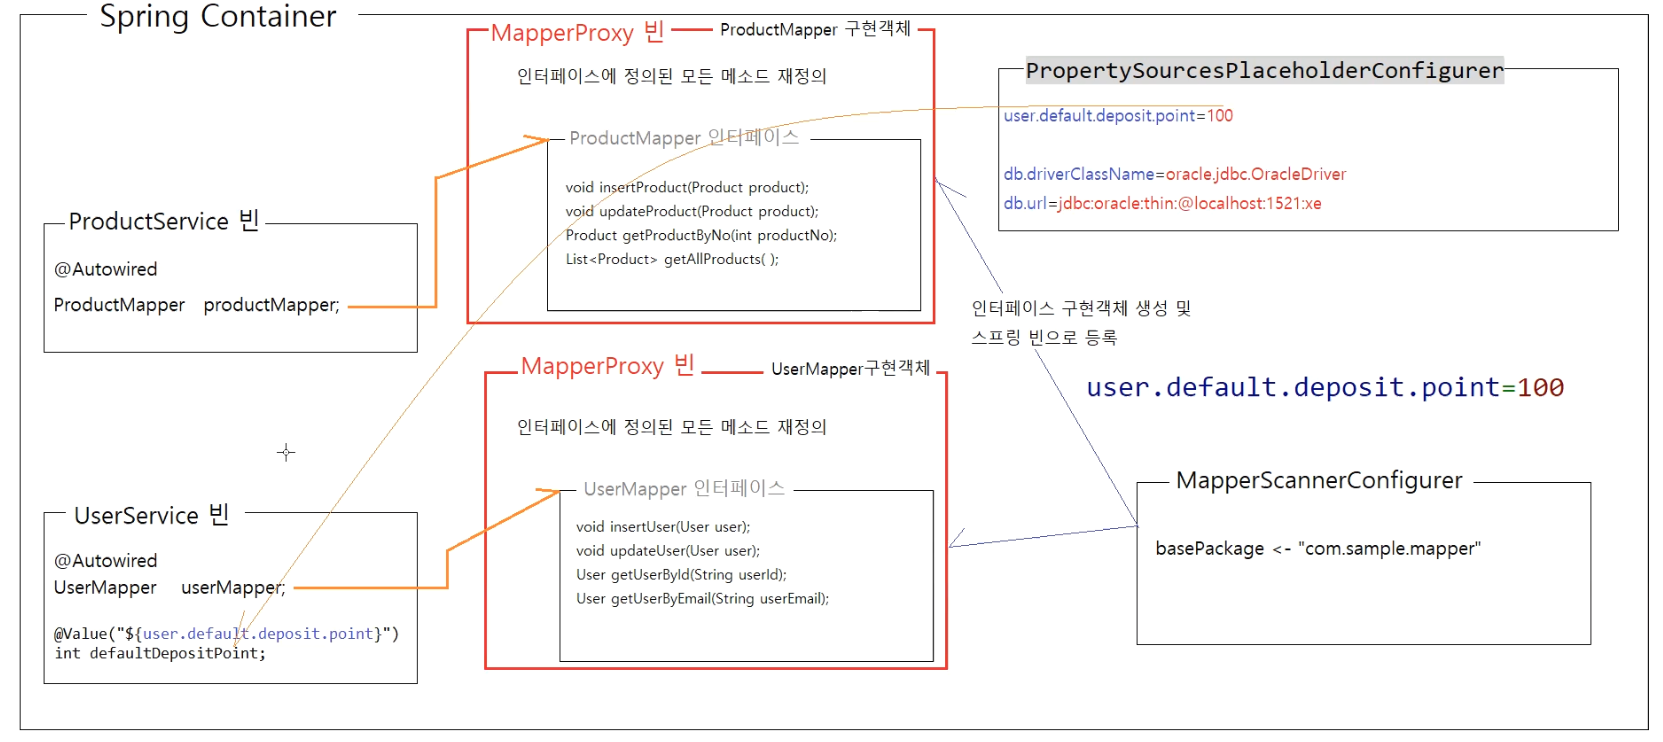 Spring Container
MapperProxy 빈
ProductMapper 구현객체
인터페이스에 정의된 모든 메소드 재정의
ProductMapper 인터페이스
void insertProduct(Product product);
void updateProduct(Product product);
Product getProductByNo(int productNo);
List<Product> getAllProducts( );
PropertySourcesPlaceholderConfigurer
user.default.deposit.point=100
db.driverClassName=oracle.jdbc.OracleDriver
db.url=jdbc:oracle:thin:@localhost:1521:xe
ProductService 빈
@Autowired
ProductMapper productMapper;
인터페이스 구현객체 생성 및
스프링 빈으로 등록
user.default.deposit.point=100
MapperProxy 빈
UserMapper구현객체
인터페이스에 정의된 모든 메소드 재정의
UserMapper 인터페이스
void insertUser(User user);
void updateUser(User user);
User getUserById(String userId);
User getUserByEmail(String userEmail);
MapperScannerConfigurer
basePackage <- "com.sample.mapper"
UserService 빈
@Autowired
UserMapper userMapper;
@Value("${user.default.deposit.point}")
int defaultDepositPoint;